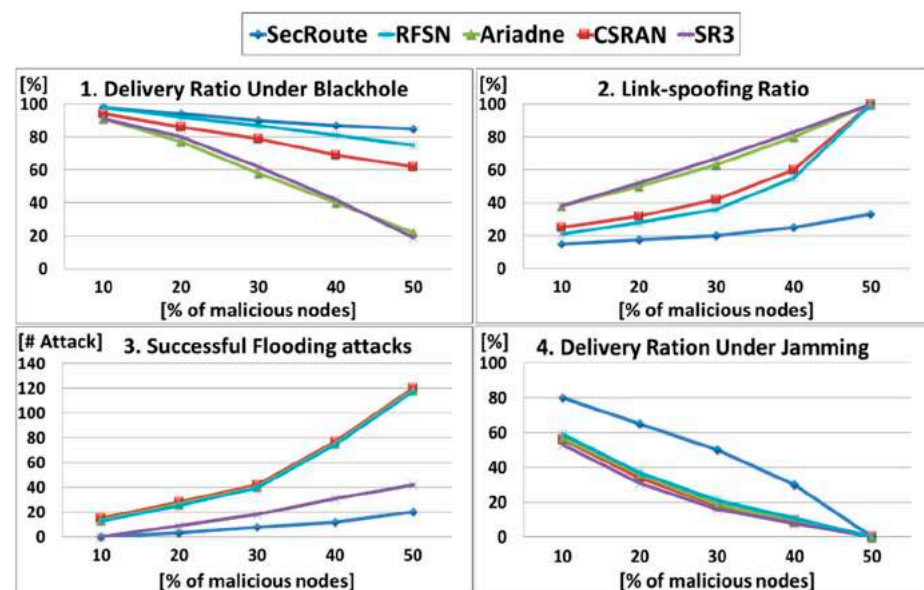 SecRoute RFSN Ariadne CSRAN SR3
[%]
1. Delivery Ratio Under Blackhole
100
80
60
40
20
0
10 20 30 40 50
[% of malicious nodes]
[%]
2. Link-spoofing Ratio
100
80
60
40
20
0
10 20 30 40 50
[% of malicious nodes]
[# Attack]
3. Successful Flooding attacks
140
120
100
80
60
40
20
0
10 20 30 40 50
[% of malicious nodes]
[%]
4. Delivery Ration Under Jamming
100
80
60
40
20
0
10 20 30 40 50
[% of malicious nodes]